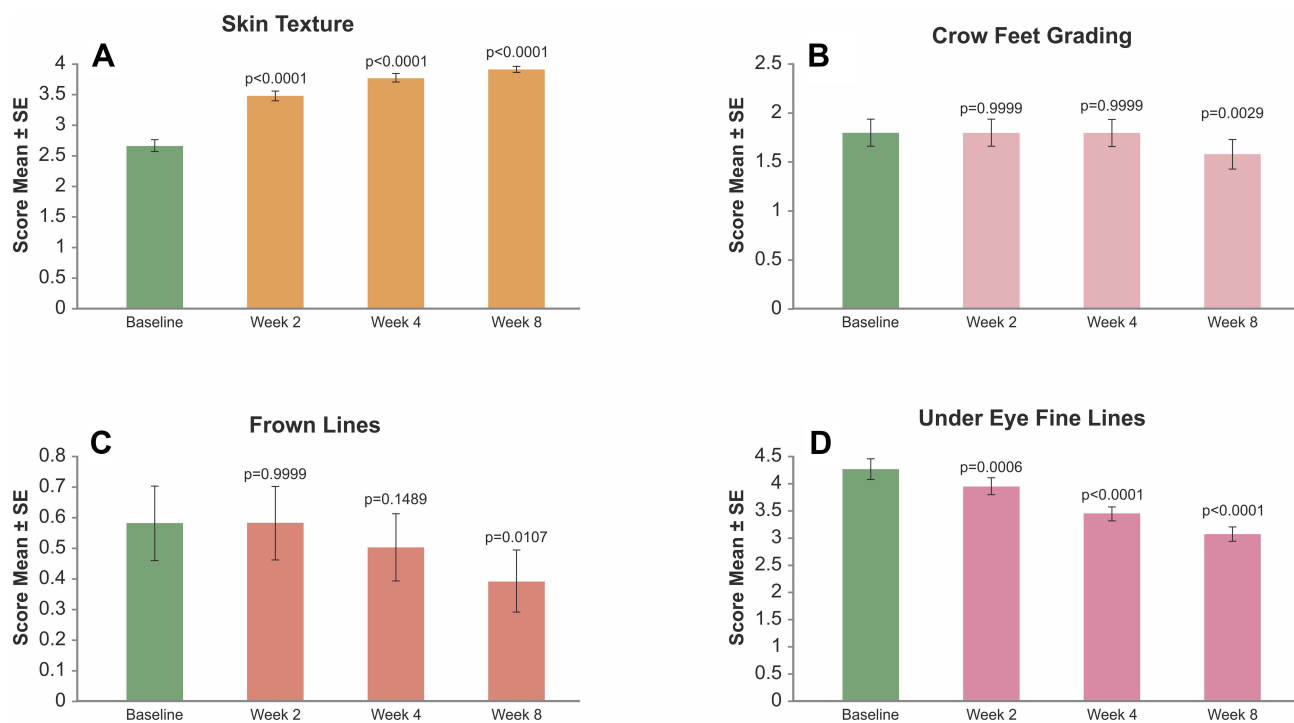 Skin Texture
A
Score Mean ± SE
4
3.5
3
2.5
2
1.5
1
0.5
0
p<0.0001
p<0.0001
p<0.0001
Baseline
Week 2
Week 4
Week 8
Crow Feet Grading
B
Score Mean ± SE
2.5
2
1.5
1
0.5
0
p=0.9999
p=0.9999
p=0.0029
Baseline
Week 2
Week 4
Week 8
Frown Lines
C
Score Mean ± SE
0.8
0.7
0.6
0.5
0.4
0.3
0.2
0.1
0
p=0.9999
p=0.1489
p=0.0107
Baseline
Week 2
Week 4
Week 8
Under Eye Fine Lines
D
Score Mean ± SE
4.5
4
3.5
3
2.5
2
1.5
1
0.5
0
p=0.0006
p<0.0001
p<0.0001
Baseline
Week 2
Week 4
Week 8